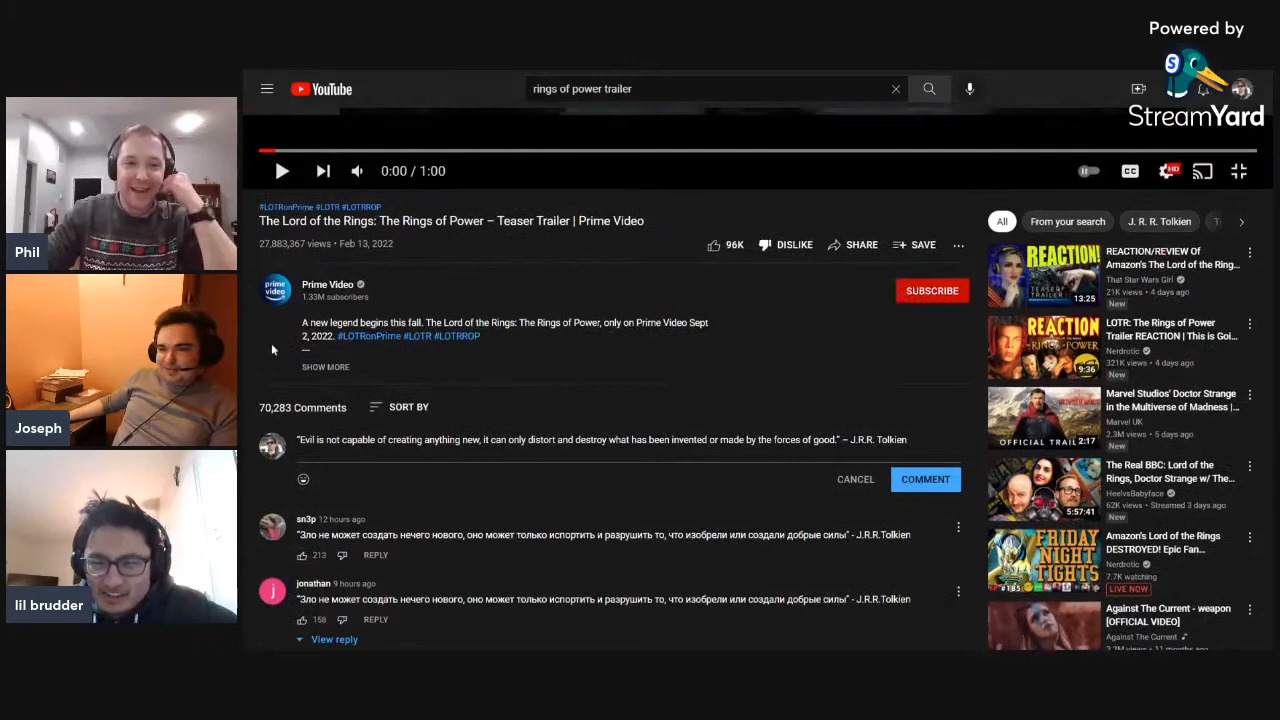 Powered by
StreamYard
YouTube
rings of power trailer
0:00 / 1:00
CC
HD
#LOTRonPrime #LOTR #LOTRROP
The Lord of the Rings: The Rings of Power – Teaser Trailer | Prime Video
27,883,367 views • Feb 13, 2022
96K DISLIKE SHARE SAVE
prime video
Prime Video
1.33M subscribers
SUBSCRIBE
A new legend begins this fall. The Lord of the Rings: The Rings of Power, only on Prime Video Sept
2, 2022. #LOTRonPrime #LOTR #LOTRROP
---
SHOW MORE
70,283 Comments SORT BY
“Evil is not capable of creating anything new, it can only distort and destroy what has been invented or made by the forces of good.” – J.R.R. Tolkien
CANCEL COMMENT
sn3p 12 hours ago
“Зло не может создать нечего нового, оно может только испортить и разрушить то, что изобрели или создали добрые силы" - J.R.R.Tolkien
213 REPLY
j
jonathan 9 hours ago
“Зло не может создать нечего нового, оно может только испортить и разрушить то, что изобрели или создали добрые силы" - J.R.R.Tolkien
158 REPLY
View reply
All From your search J. R. R. Tolkien
REACTION!
TEASER TRAILER
13:25
REACTION/REVIEW Of
Amazon's The Lord of the Ring...
That Star Wars Girl
21K views • 4 days ago
New
REACTION
9:36
LOTR: The Rings of Power
Trailer REACTION | This is Goi...
Nerdrotic
321K views • 4 days ago
New
OFFICIAL TRAIL
2:17
Marvel Studios' Doctor Strange
in the Multiverse of Madness |...
Marvel UK
2.3M views • 5 days ago
New
5:57:41
The Real BBC: Lord of the
Rings, Doctor Strange w/ The...
HeelvsBabyface
62K views • Streamed 3 days ago
New
FRIDAY
NIGHT
TIGHTS
Amazon's Lord of the Rings
DESTROYED! Epic Fan...
Nerdrotic
7.7K watching
LIVE NOW
Against The Current - weapon
[OFFICIAL VIDEO]
Against The Current
Phil
Joseph
lil brudder